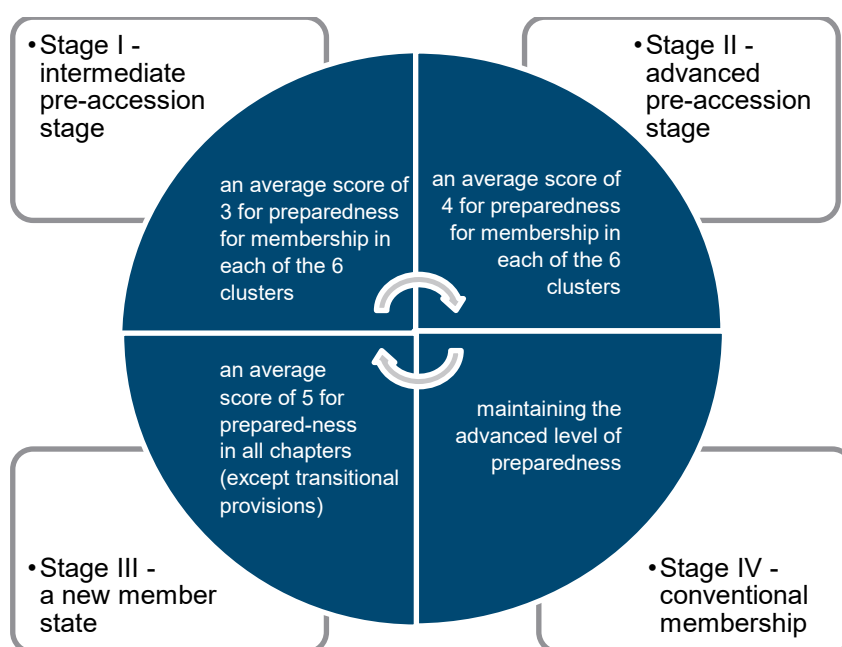 •Stage I -
intermediate
pre-accession
stage
•Stage II -
advanced
pre-accession
stage
an average score of
3 for preparedness
for membership in
each of the 6
clusters
an average score of
4 for preparedness
for membership in
each of the 6
clusters
an average
score of 5 for
prepared-ness
in all chapters
(except transitional
provisions)
maintaining the
advanced level of
preparedness
•Stage III -
a new member
state
•Stage IV -
conventional
membership